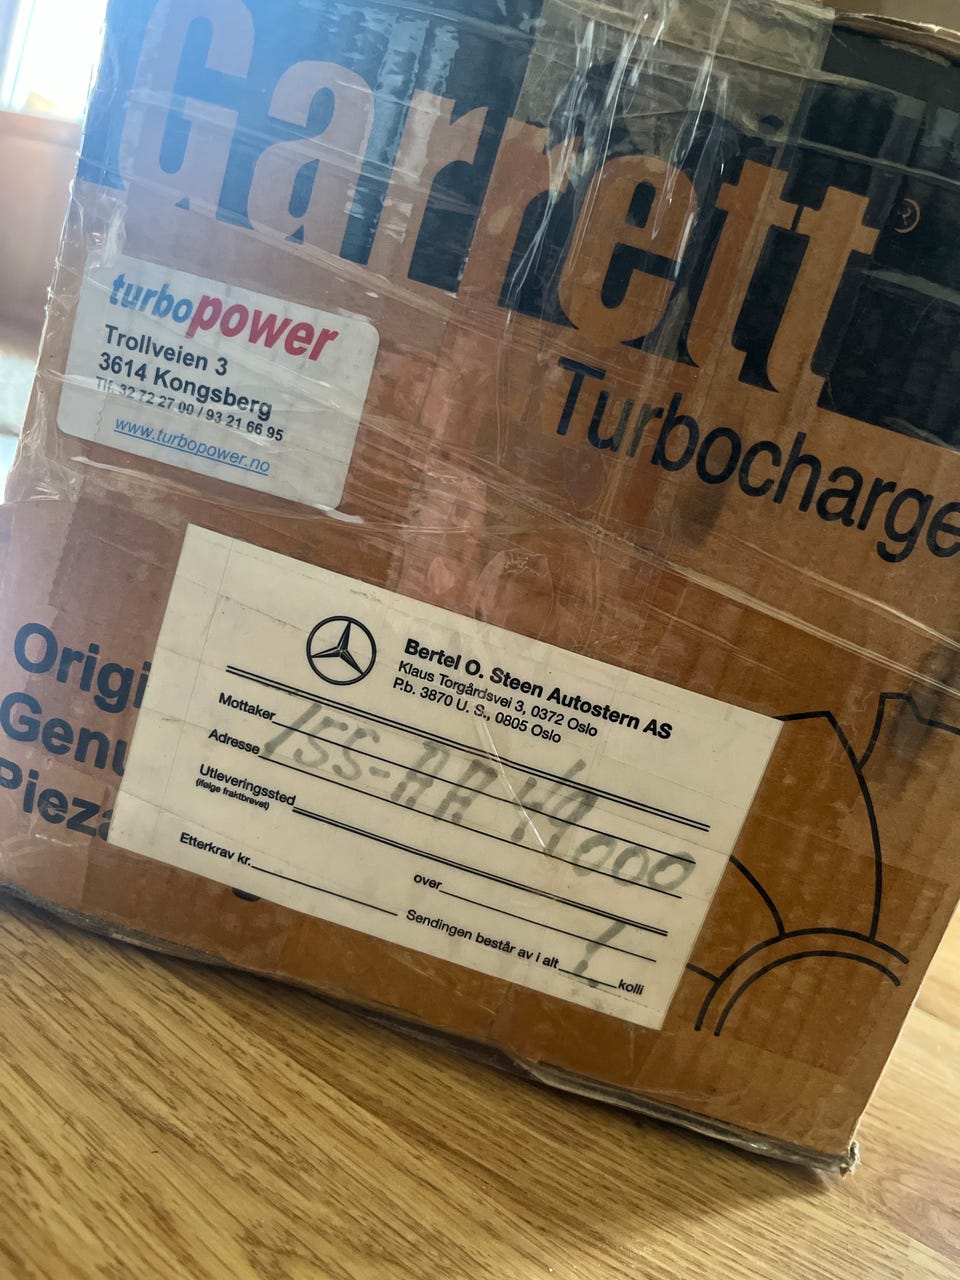 Garrett®
Turbocharge
turbopower
Trollveien 3
3614 Kongsberg
Tlf. 32 72 27 00 / 93 21 66 95
www.turbopower.no
Origi
Genu
Pieza
Bertel O. Steen Autostern AS
Klaus Torgårdsvei 3, 0372 Oslo
P.b. 3870 U. S., 0805 Oslo
Mottaker
Adresse 155-AA
Utleveringssted
(ifølge fraktbrevet)
Etterkrav kr.
over
Sendingen består av i alt 1 kolli